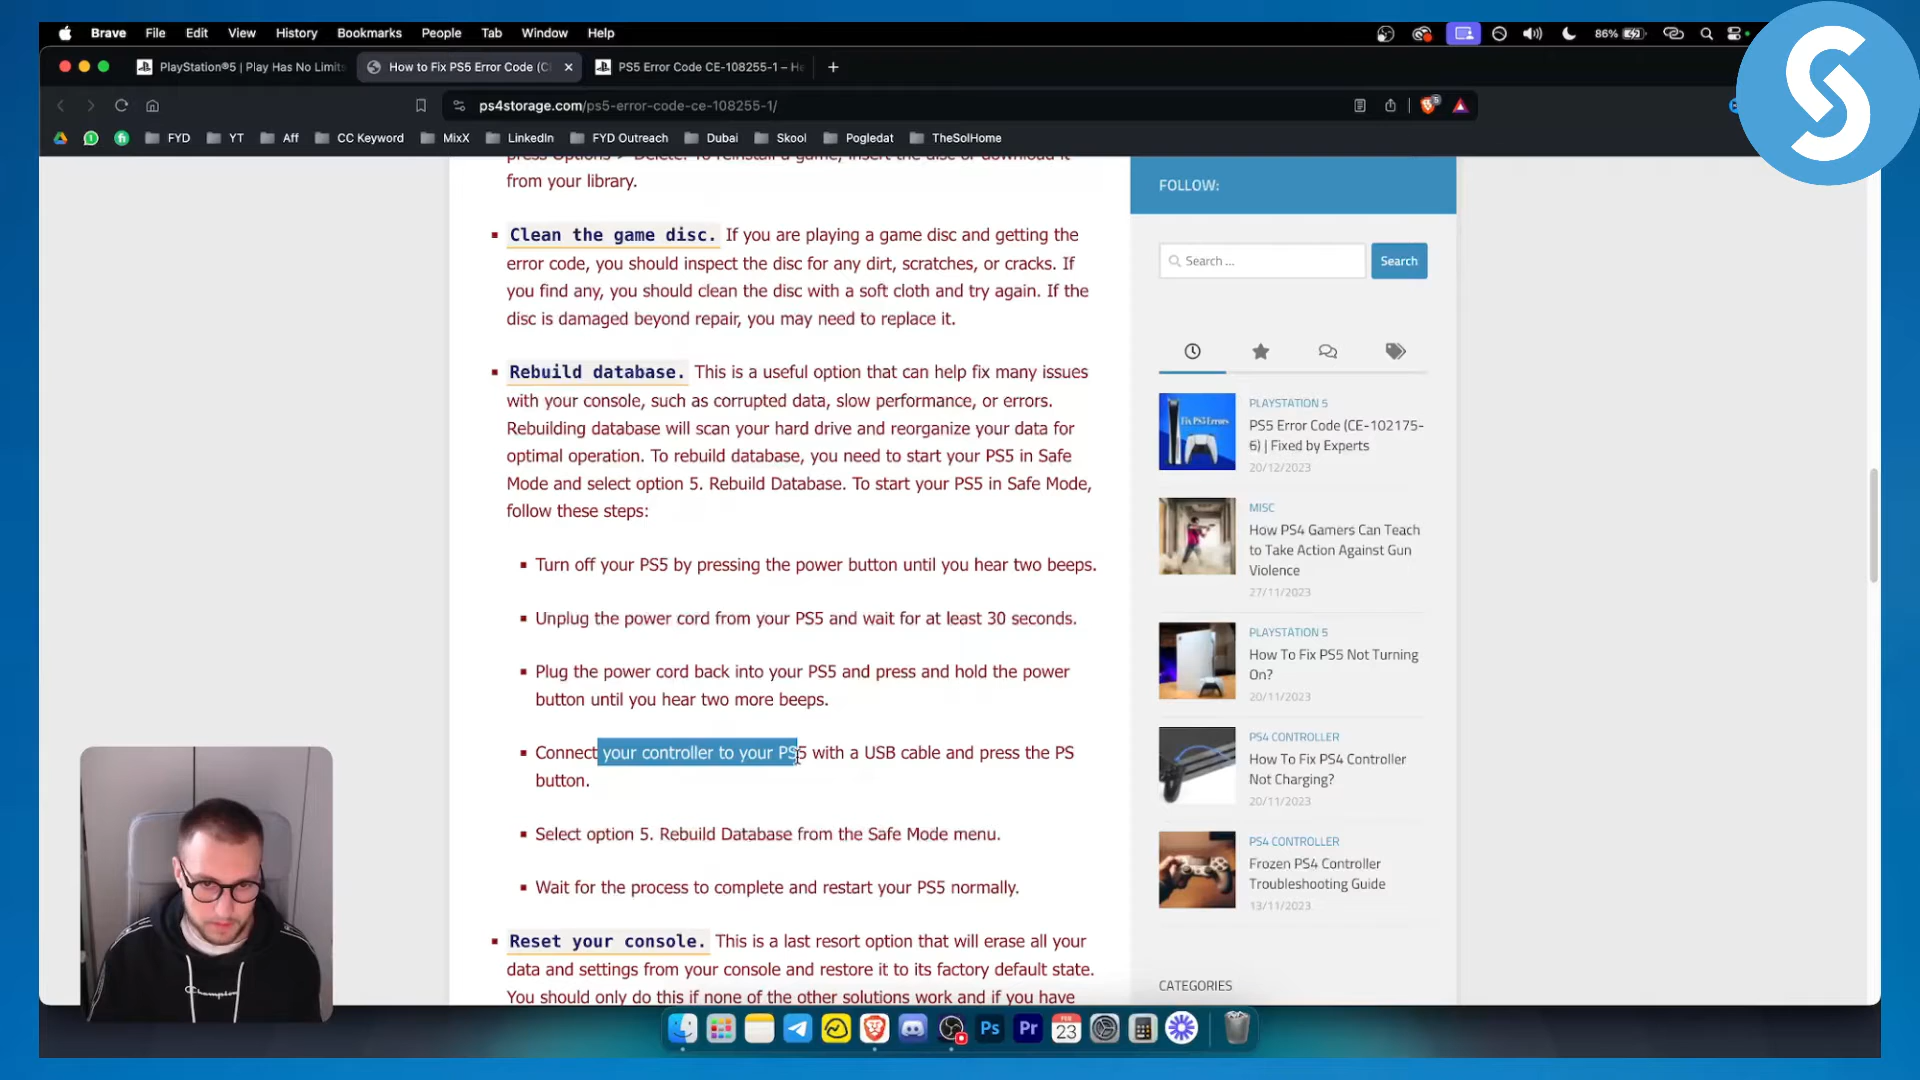 Brave File Edit View History Bookmarks People Tab Window Help 86%
PlayStation®5 | Play Has No Limits
How to Fix PS5 Error Code (C
PS5 Error Code CE-108255-1 – He
ps4storage.com/ps5-error-code-ce-108255-1/
FYD YT Aff CC Keyword MixX LinkedIn FYD Outreach Dubai Skool Pogledat TheSolHome
from your library.
Clean the game disc. If you are playing a game disc and getting the
error code, you should inspect the disc for any dirt, scratches, or cracks. If
you find any, you should clean the disc with a soft cloth and try again. If the
disc is damaged beyond repair, you may need to replace it.
Rebuild database. This is a useful option that can help fix many issues
with your console, such as corrupted data, slow performance, or errors.
Rebuilding database will scan your hard drive and reorganize your data for
optimal operation. To rebuild database, you need to start your PS5 in Safe
Mode and select option 5. Rebuild Database. To start your PS5 in Safe Mode,
follow these steps:
Turn off your PS5 by pressing the power button until you hear two beeps.
Unplug the power cord from your PS5 and wait for at least 30 seconds.
Plug the power cord back into your PS5 and press and hold the power
button until you hear two more beeps.
Connect your controller to your PS5 with a USB cable and press the PS
button.
Select option 5. Rebuild Database from the Safe Mode menu.
Wait for the process to complete and restart your PS5 normally.
Reset your console. This is a last resort option that will erase all your
data and settings from your console and restore it to its factory default state.
You should only do this if none of the other solutions work and if you have
FOLLOW:
Search ...
Search
PLAYSTATION 5
PS5 Error Code (CE-102175-
6) | Fixed by Experts
20/12/2023
MISC
How PS4 Gamers Can Teach
to Take Action Against Gun
Violence
27/11/2023
PLAYSTATION 5
How To Fix PS5 Not Turning
On?
20/11/2023
PS4 CONTROLLER
How To Fix PS4 Controller
Not Charging?
20/11/2023
PS4 CONTROLLER
Frozen PS4 Controller
Troubleshooting Guide
13/11/2023
CATEGORIES
Champion
Ps Pr FEB 23